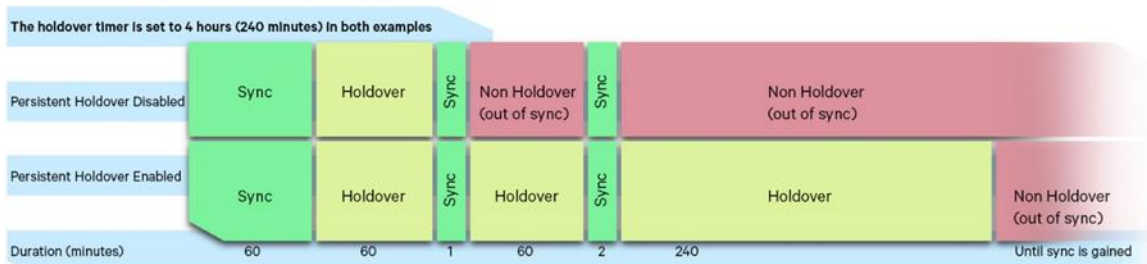 The holdover timer is set to 4 hours (240 minutes) in both examples
Persistent Holdover Disabled
Sync
Holdover
Sync
Non Holdover
(out of sync)
Sync
Non Holdover
(out of sync)
Persistent Holdover Enabled
Sync
Holdover
Sync
Holdover
Sync
Holdover
Non Holdover
(out of sync)
Duration (minutes) 60 60 1 60 2 240 Until sync is gained